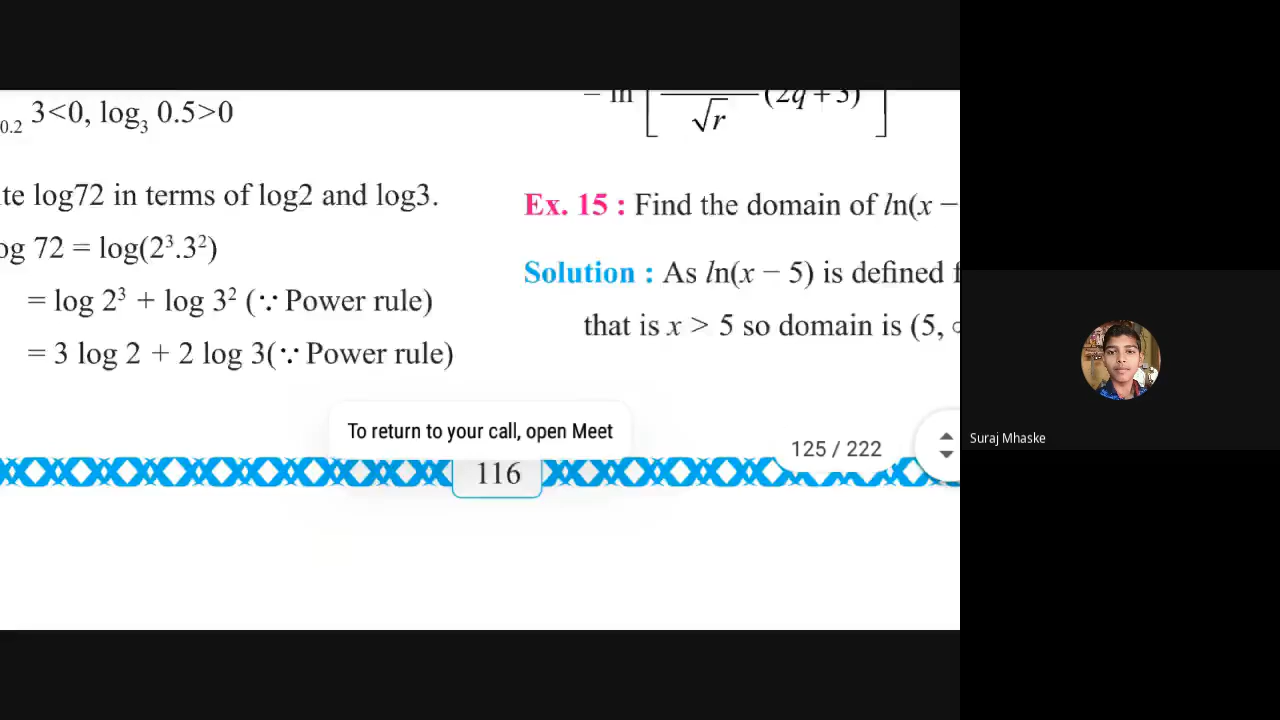 0.2 3<0, log₃ 0.5>0
te log72 in terms of log2 and log3.
og 72 = log(2³.3²)
= log 2³ + log 3² (∵ Power rule)
= 3 log 2 + 2 log 3(∵ Power rule)
= ln [ √r (2q + 3) ]
Ex. 15 : Find the domain of ln(x −
Solution : As ln(x − 5) is defined f
that is x > 5 so domain is (5,
To return to your call, open Meet
125 / 222
116
Suraj Mhaske